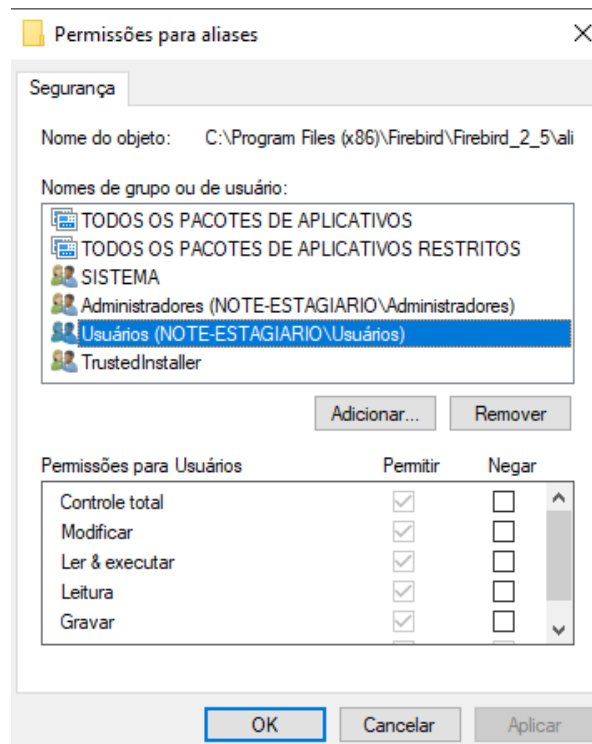 Permissões para aliases
Segurança
Nome do objeto: C:\Program Files (x86)\Firebird\Firebird_2_5\ali
Nomes de grupo ou de usuário:
TODOS OS PACOTES DE APLICATIVOS
TODOS OS PACOTES DE APLICATIVOS RESTRITOS
SISTEMA
Administradores (NOTE-ESTAGIARIO\Administradores)
Usuários (NOTE-ESTAGIARIO\Usuários)
TrustedInstaller
Adicionar... Remover
Permissões para Usuários Permitir Negar
Controle total
Modificar
Ler & executar
Leitura
Gravar
OK Cancelar Aplicar